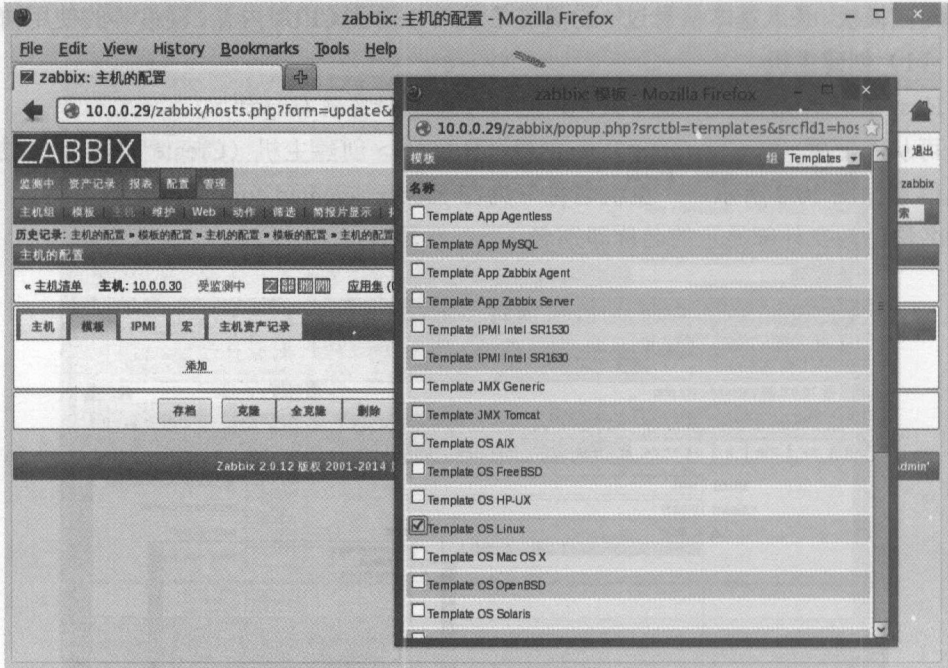 zabbix: 主机的配置 - Mozilla Firefox
File Edit View History Bookmarks Tools Help
zabbix: 主机的配置
10.0.0.29/zabbix/hosts.php?form=update&
ZABBIX
退出
监测中 资产记录 报表 配置 管理
zabbix
主机组 模板 主机 维护 Web 动作 筛选 简报片显示
索
历史记录: 主机的配置 » 模板的配置 » 主机的配置 » 模板的配置 » 主机的配置
主机的配置
« 主机清单 主机: 10.0.0.30 受监测中 应用集 (0
主机 模板 IPMI 宏 主机资产记录
添加
存档 克隆 全克隆 删除
Zabbix 2.0.12 版权 2001-2014
dmin'
zabbix: 模板 - Mozilla Firefox
10.0.0.29/zabbix/popup.php?srctbl=templates&srcfld1=hos
模板 组 Templates
名称
Template App Agentless
Template App MySQL
Template App Zabbix Agent
Template App Zabbix Server
Template IPMI Intel SR1530
Template IPMI Intel SR1630
Template JMX Generic
Template JMX Tomcat
Template OS AIX
Template OS FreeBSD
Template OS HP-UX
Template OS Linux
Template OS Mac OS X
Template OS OpenBSD
Template OS Solaris